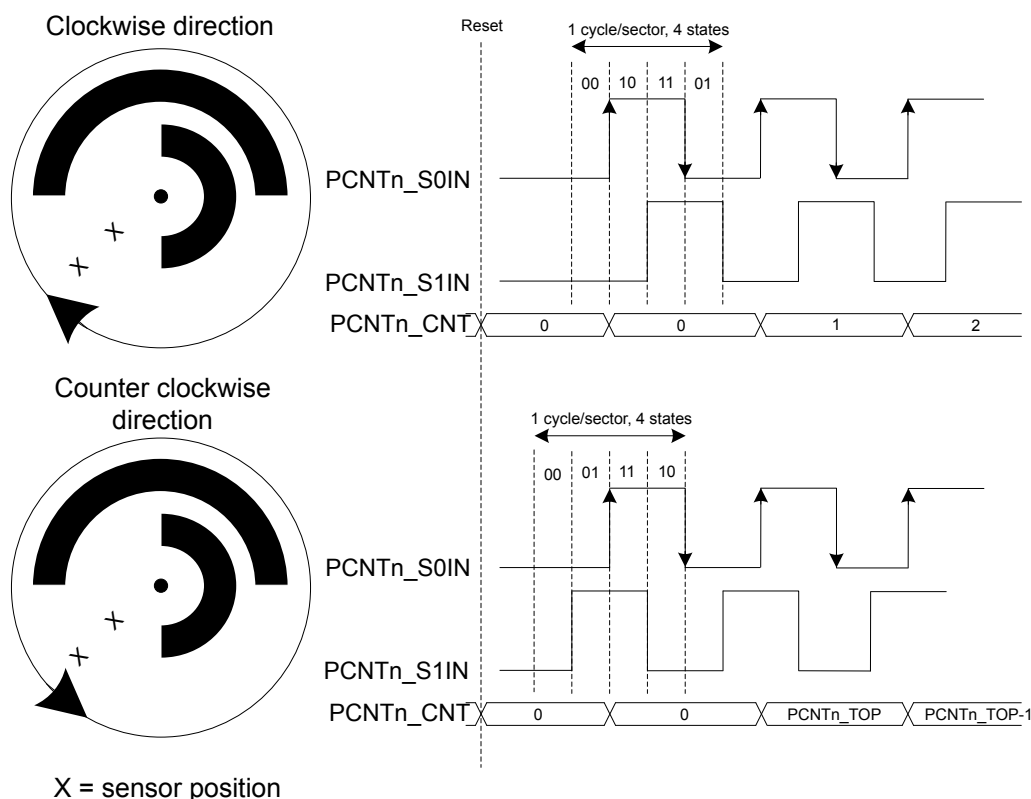 Clockwise direction
X
X
Reset
1 cycle/sector, 4 states
00 10 11 01
PCNTn_S0IN
PCNTn_S1IN
PCNTn_CNT 0 0 1 2
Counter clockwise
direction
X
X
1 cycle/sector, 4 states
00 01 11 10
PCNTn_S0IN
PCNTn_S1IN
PCNTn_CNT 0 0 PCNTn_TOP PCNTn_TOP-1
X = sensor position